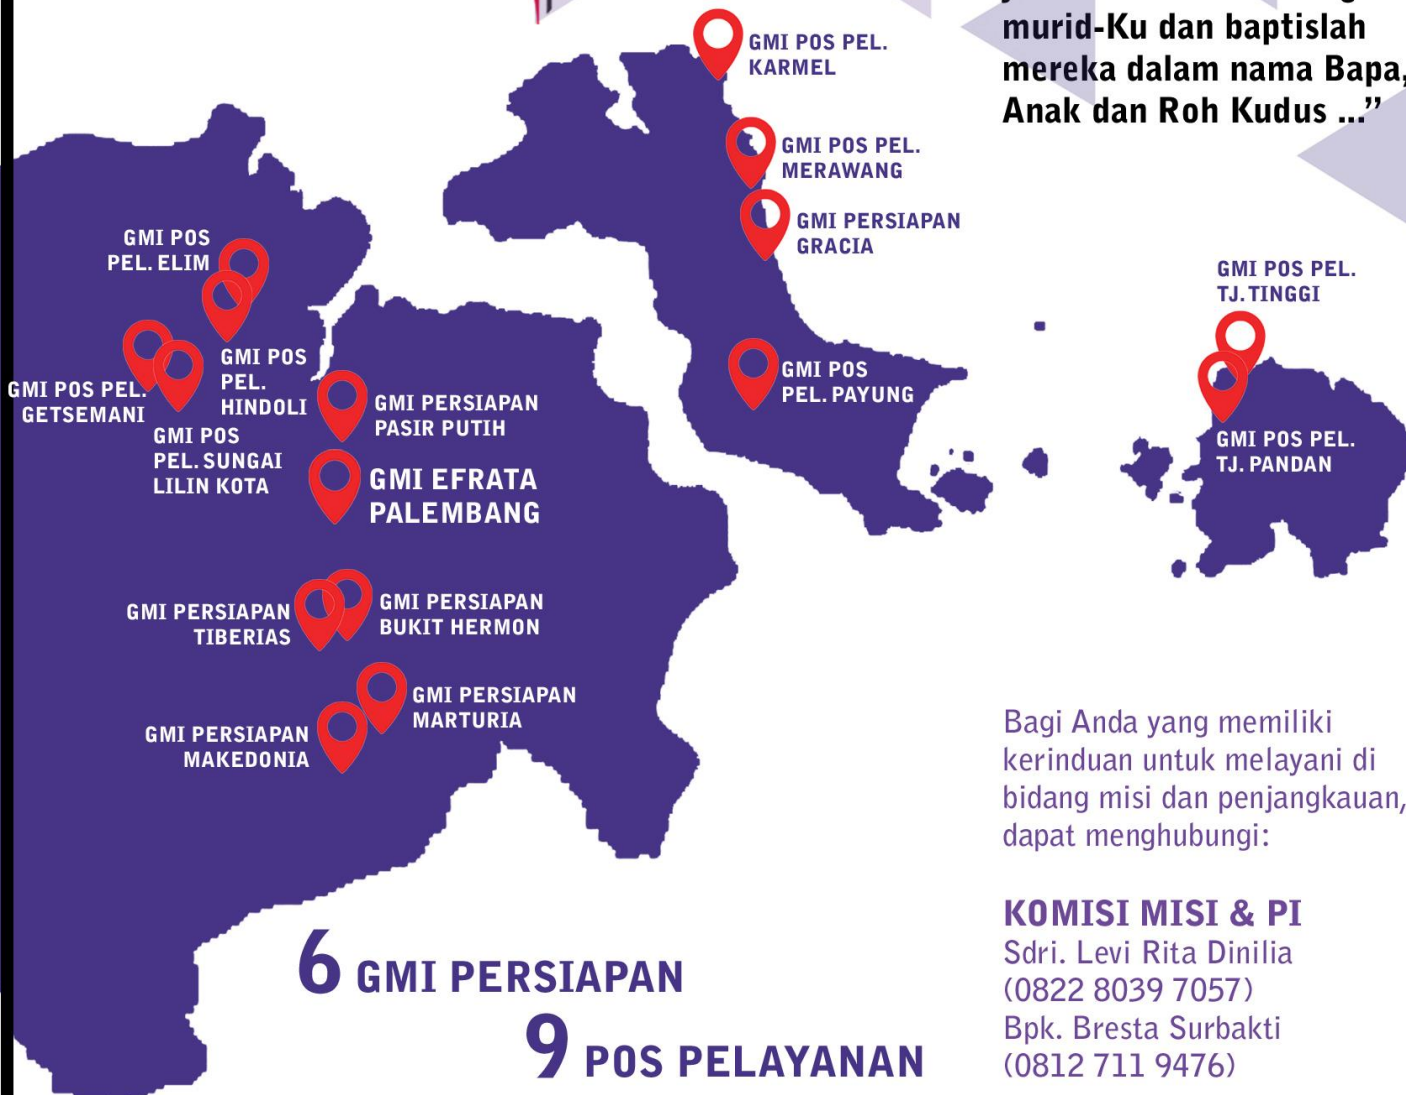 murid-Ku dan baptislah
mereka dalam nama Bapa,
Anak dan Roh Kudus ...”
GMI POS PEL.
KARMEL
GMI POS PEL.
MERAWANG
GMI PERSIAPAN
GRACIA
GMI POS
PEL. ELIM
GMI POS PEL.
TJ. TINGGI
GMI POS
PEL.
HINDOLI
GMI POS PEL.
GETSEMANI
GMI POS
PEL. SUNGAI
LILIN KOTA
GMI PERSIAPAN
PASIR PUTIH
GMI POS
PEL. PAYUNG
GMI POS PEL.
TJ. PANDAN
GMI EFRATA
PALEMBANG
GMI PERSIAPAN
TIBERIAS
GMI PERSIAPAN
BUKIT HERMON
GMI PERSIAPAN
MARTURIA
GMI PERSIAPAN
MAKEDONIA
6 GMI PERSIAPAN
9 POS PELAYANAN
Bagi Anda yang memiliki
kerinduan untuk melayani di
bidang misi dan penjangkauan,
dapat menghubungi:
KOMISI MISI & PI
Sdri. Levi Rita Dinilia
(0822 8039 7057)
Bpk. Bresta Surbakti
(0812 711 9476)